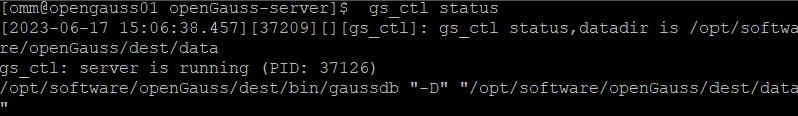 [omm@opengauss01 openGauss-server]$  gs_ctl status
[2023-06-17 15:06:38.457][37209][][gs_ctl]: gs_ctl status,datadir is /opt/softwa
re/openGauss/dest/data
gs_ctl: server is running (PID: 37126)
/opt/software/openGauss/dest/bin/gaussdb "-D" "/opt/software/openGauss/dest/data
"